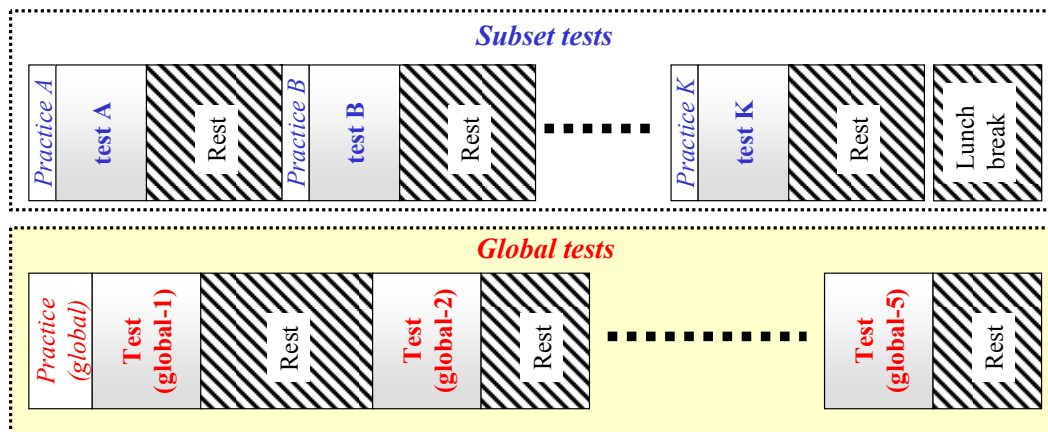 Subset tests
Practice A
test A
Rest
Practice B
test B
Rest
Practice K
test K
Rest
Lunch
break
Global tests
Practice
(global)
Test
(global-1)
Rest
Test
(global-2)
Rest
Test
(global-5)
Rest